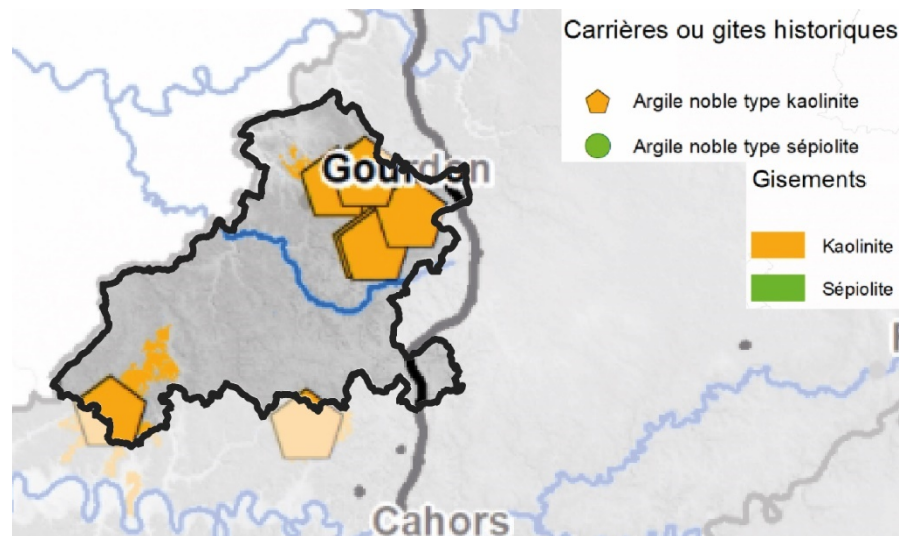 Carrières ou gites historiques
Argile noble type kaolinite
Argile noble type sépiolite
Gourdon
Gisements
Kaolinite
Sépiolite
Cahors